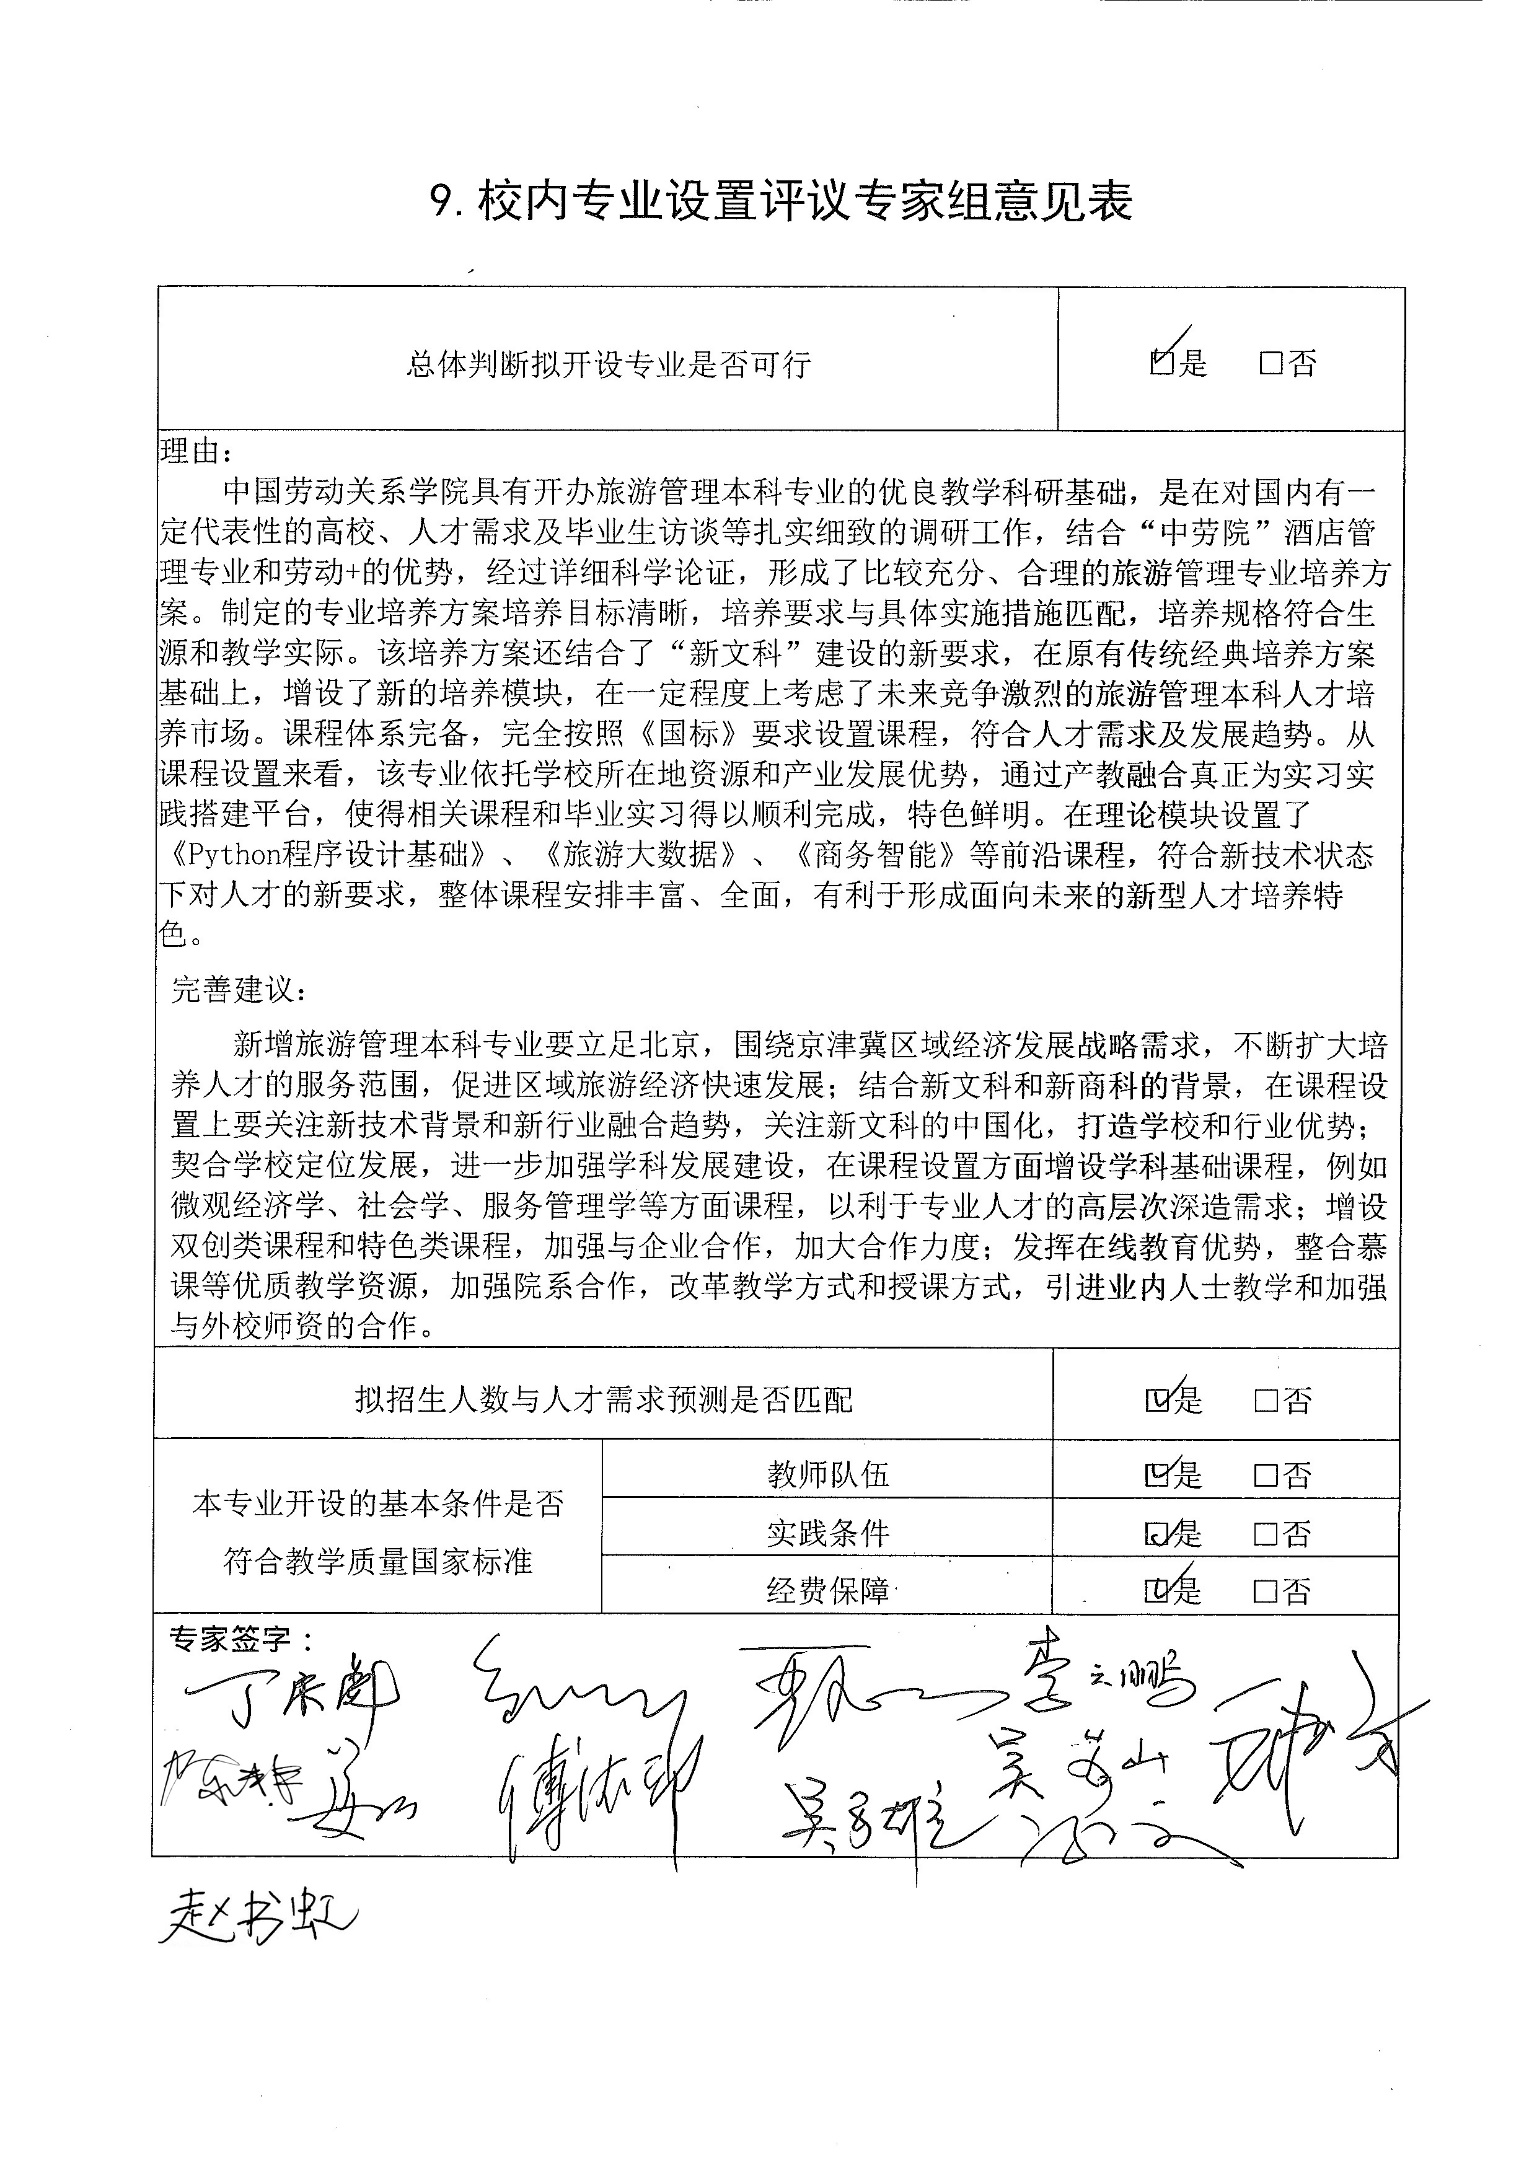 9.校内专业设置评议专家组意见表
总体判断拟开设专业是否可行 ☑是 □否
理由：
中国劳动关系学院具有开办旅游管理本科专业的优良教学科研基础，是在对国内有一
定代表性的高校、人才需求及毕业生访谈等扎实细致的调研工作，结合“中劳院”酒店管
理专业和劳动+的优势，经过详细科学论证，形成了比较充分、合理的旅游管理专业培养方
案。制定的专业培养方案培养目标清晰，培养要求与具体实施措施匹配，培养规格符合生
源和教学实际。该培养方案还结合了“新文科”建设的新要求，在原有传统经典培养方案
基础上，增设了新的培养模块，在一定程度上考虑了未来竞争激烈的旅游管理本科人才培
养市场。课程体系完备，完全按照《国标》要求设置课程，符合人才需求及发展趋势。从
课程设置来看，该专业依托学校所在地资源和产业发展优势，通过产教融合真正为实习实
践搭建平台，使得相关课程和毕业实习得以顺利完成，特色鲜明。在理论模块设置了
《Python程序设计基础》、《旅游大数据》、《商务智能》等前沿课程，符合新技术状态
下对人才的新要求，整体课程安排丰富、全面，有利于形成面向未来的新型人才培养特
色。
完善建议：
新增旅游管理本科专业要立足北京，围绕京津冀区域经济发展战略需求，不断扩大培
养人才的服务范围，促进区域旅游经济快速发展；结合新文科和新商科的背景，在课程设
置上要关注新技术背景和新行业融合趋势，关注新文科的中国化，打造学校和行业优势；
契合学校定位发展，进一步加强学科发展建设，在课程设置方面增设学科基础课程，例如
微观经济学、社会学、服务管理学等方面课程，以利于专业人才的高层次深造需求；增设
双创类课程和特色类课程，加强与企业合作，加大合作力度；发挥在线教育优势，整合慕
课等优质教学资源，加强院系合作，改革教学方式和授课方式，引进业内人士教学和加强
与外校师资的合作。
拟招生人数与人才需求预测是否匹配 ☑是 □否
本专业开设的基本条件是否
符合教学质量国家标准
教师队伍 ☑是 □否
实践条件 ☑是 □否
经费保障 ☑是 □否
专家签字：
李云鹏
赵书虹